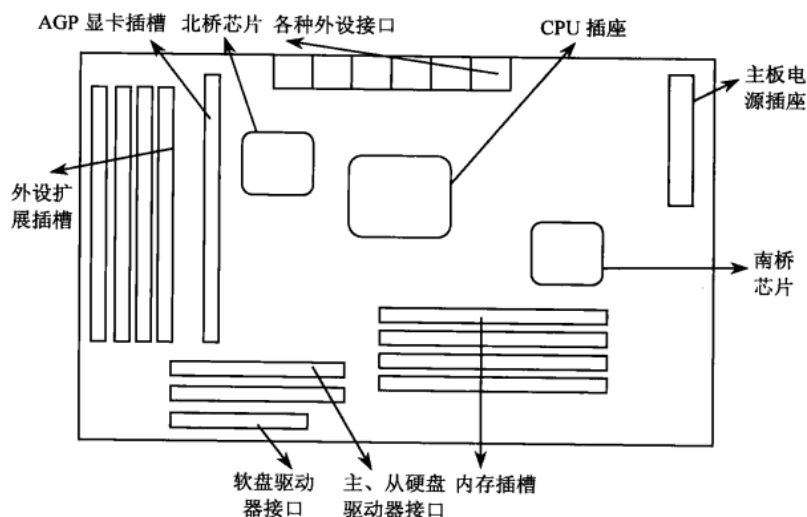 AGP 显卡插槽 北桥芯片 各种外设接口 CPU 插座
主板电
源插座
外设扩
展插槽
南桥
芯片
软盘驱动
器接口
主、从硬盘
驱动器接口
内存插槽